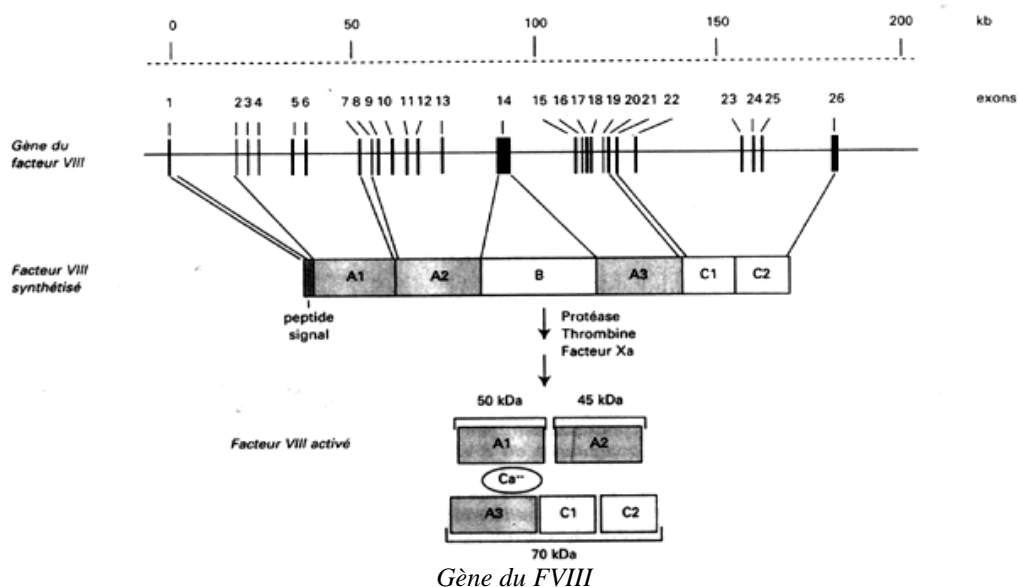 0 50 100 150 200 kb
1 2 3 4 5 6 7 8 9 10 11 12 13 14 15 16 17 18 19 20 21 22 23 24 25 26 exons
Gène du
facteur VIII
Facteur VIII
synthétisé
A1 A2 B A3 C1 C2
peptide
signal
Protéase
Thrombine
Facteur Xa
50 kDa 45 kDa
Facteur VIII activé
A1 A2
Ca++
A3 C1 C2
70 kDa
Gène du FVIII